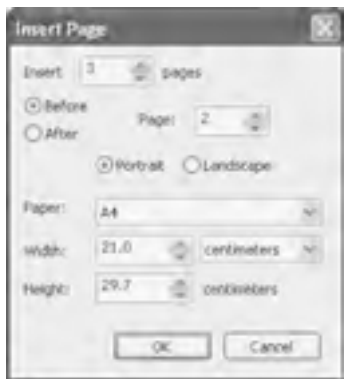 Insert Page
Insert 3 pages
Before
Page: 2
After
Portrait Landscape
Paper: A4
Width: 21.0 centimeters
Height: 29.7 centimeters
OK Cancel